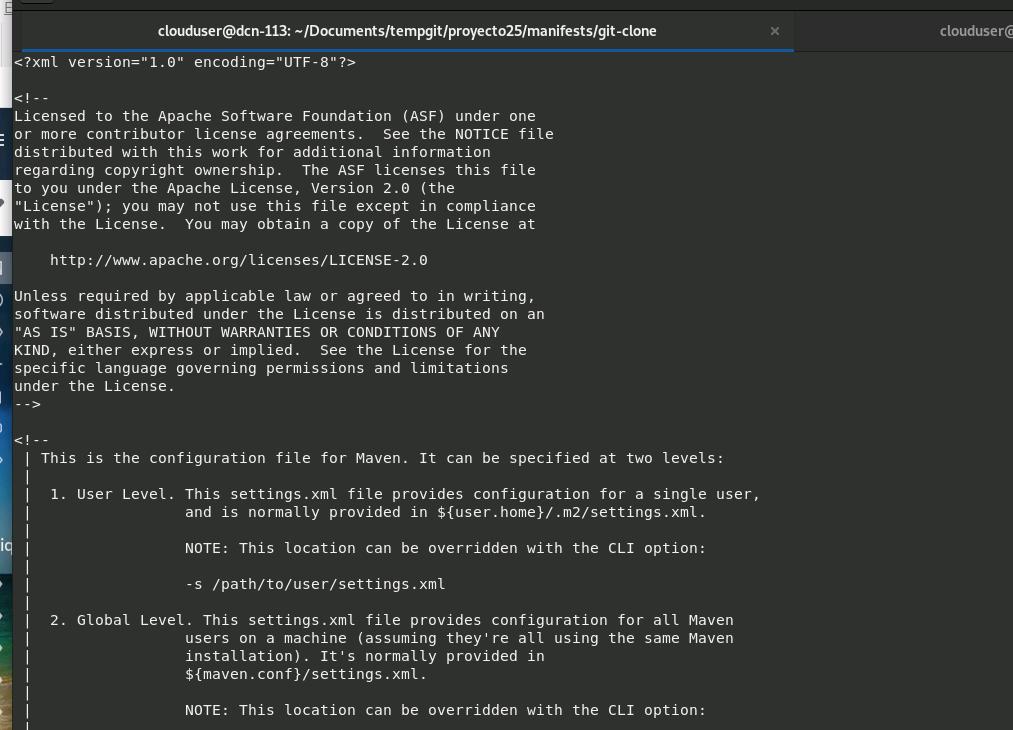 clouduser@dcn-113: ~/Documents/tempgit/proyecto25/manifests/git-clone × clouduser@
<?xml version="1.0" encoding="UTF-8"?>
<!--
Licensed to the Apache Software Foundation (ASF) under one
or more contributor license agreements.  See the NOTICE file
distributed with this work for additional information
regarding copyright ownership.  The ASF licenses this file
to you under the Apache License, Version 2.0 (the
"License"); you may not use this file except in compliance
with the License.  You may obtain a copy of the License at
    http://www.apache.org/licenses/LICENSE-2.0
Unless required by applicable law or agreed to in writing,
software distributed under the License is distributed on an
"AS IS" BASIS, WITHOUT WARRANTIES OR CONDITIONS OF ANY
KIND, either express or implied.  See the License for the
specific language governing permissions and limitations
under the License.
-->
<!--
 | This is the configuration file for Maven. It can be specified at two levels:
 |
 |  1. User Level. This settings.xml file provides configuration for a single user,
 |                 and is normally provided in ${user.home}/.m2/settings.xml.
 |
 |                 NOTE: This location can be overridden with the CLI option:
 |
 |                 -s /path/to/user/settings.xml
 |
 |  2. Global Level. This settings.xml file provides configuration for all Maven
 |                 users on a machine (assuming they're all using the same Maven
 |                 installation). It's normally provided in
 |                 ${maven.conf}/settings.xml.
 |
 |                 NOTE: This location can be overridden with the CLI option:
 |